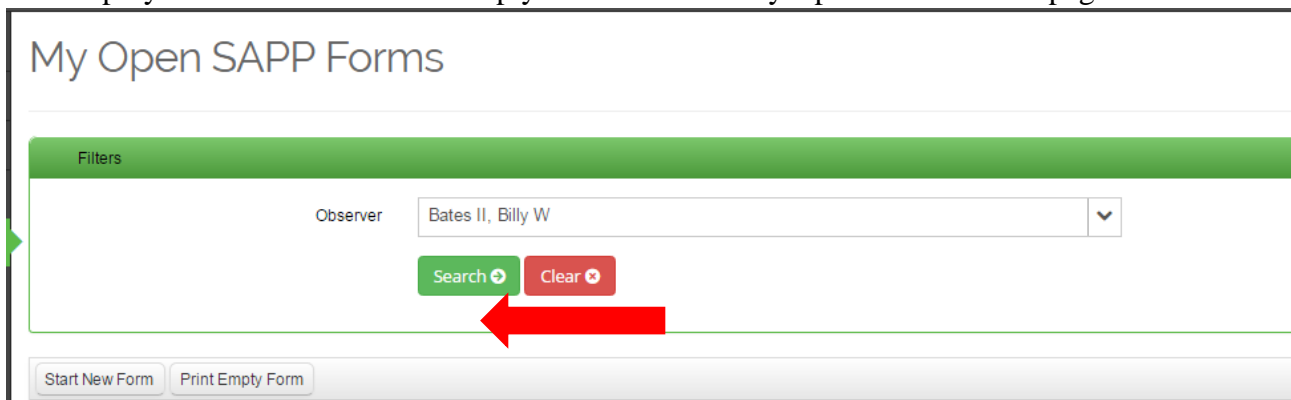 My Open SAPP Forms
Filters
Observer Bates II, Billy W
Search Clear
Start New Form Print Empty Form